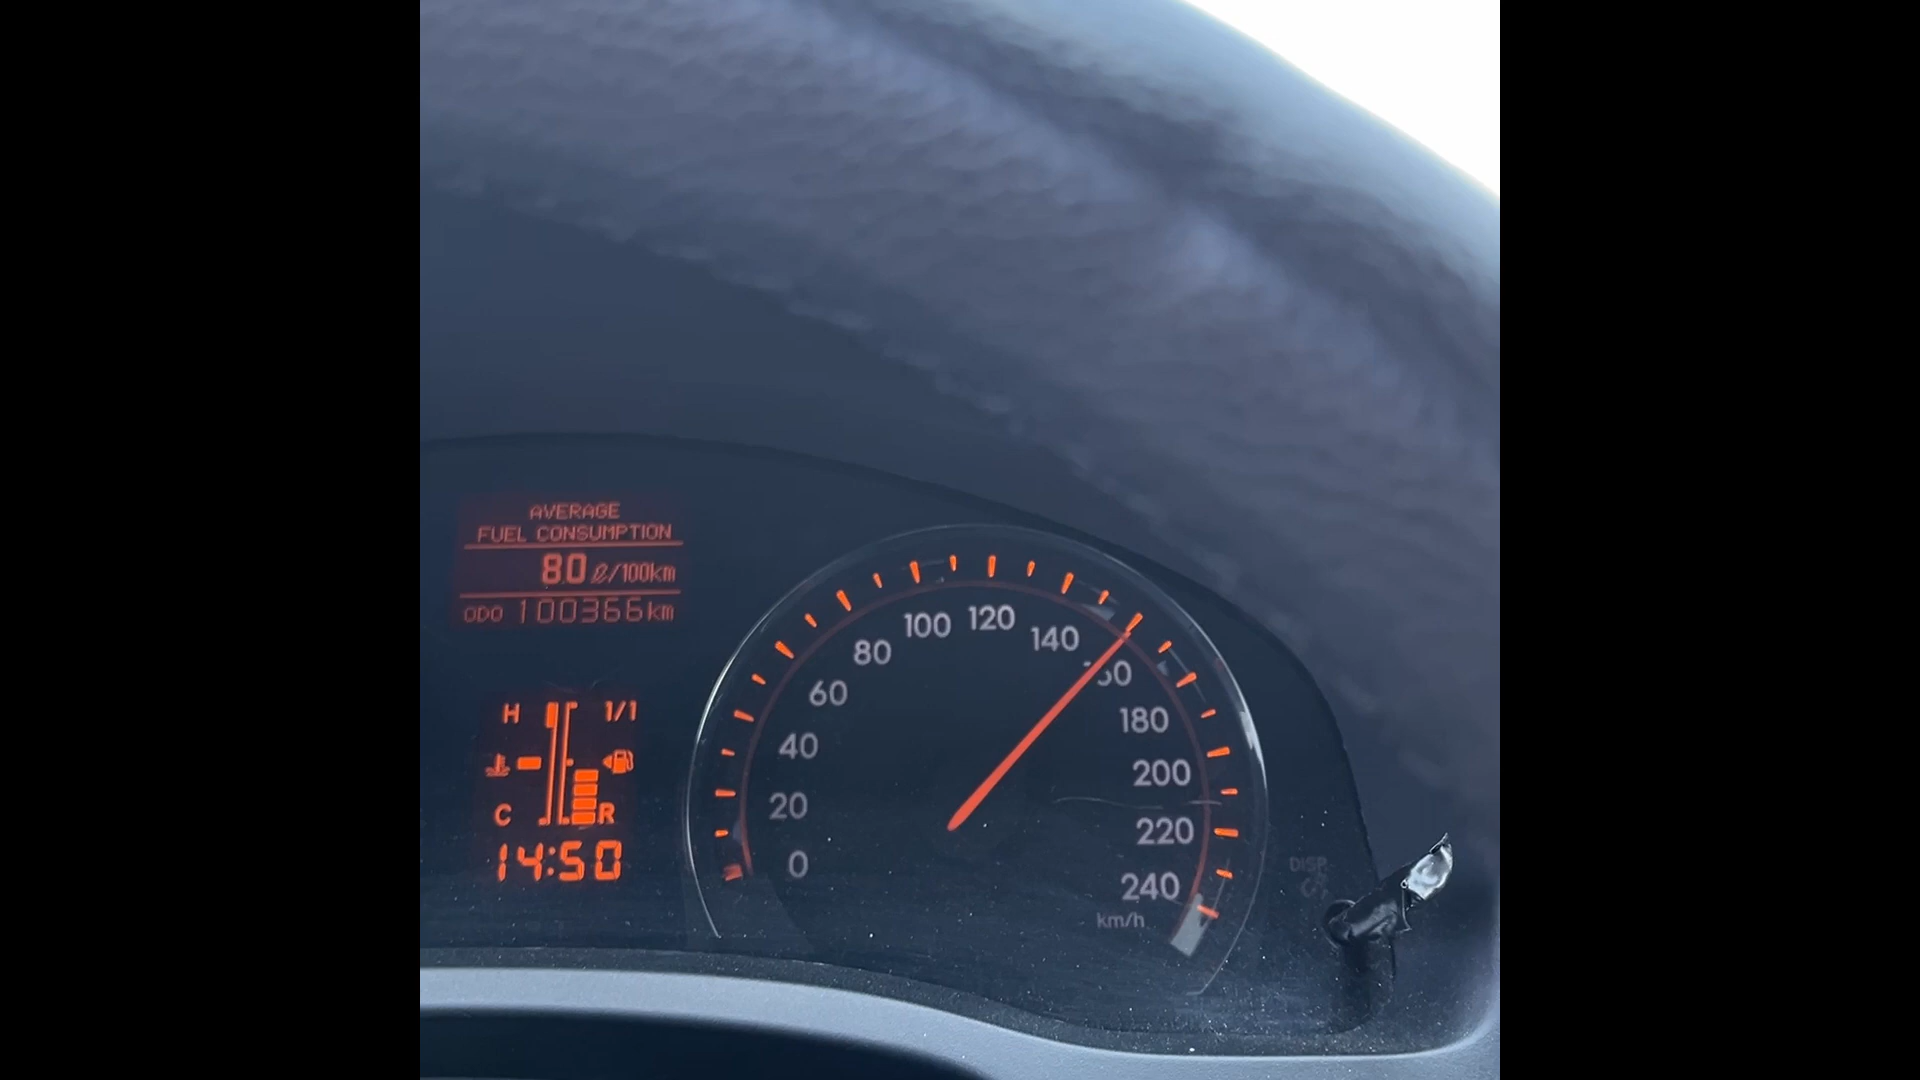 AVERAGE
FUEL CONSUMPTION
8.0 ℓ/100km
ODO 100366km
H 1/1
C R
14:50
0
20
40
60
80
100
120
140
180
200
220
240
km/h
DISP